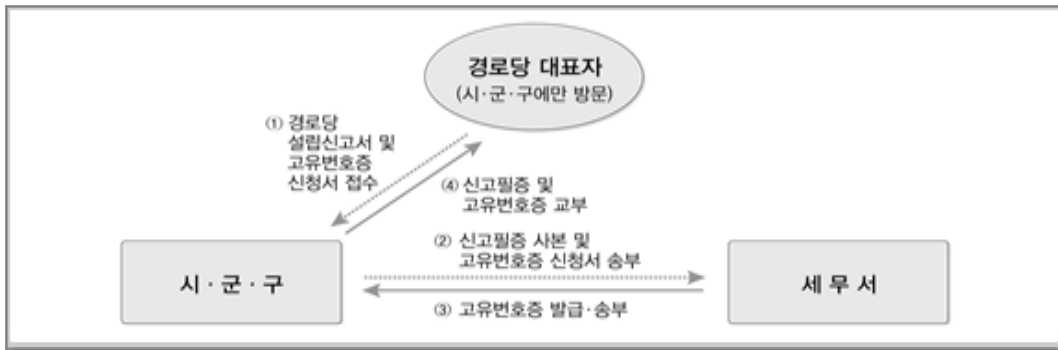 경로당 대표자
(시·군·구에만 방문)
① 경로당
설립신고서 및
고유번호증
신청서 접수
④ 신고필증 및
고유번호증 교부
② 신고필증 사본 및
고유번호증 신청서 송부
시·군·구
세 무 서
③ 고유번호증 발급·송부